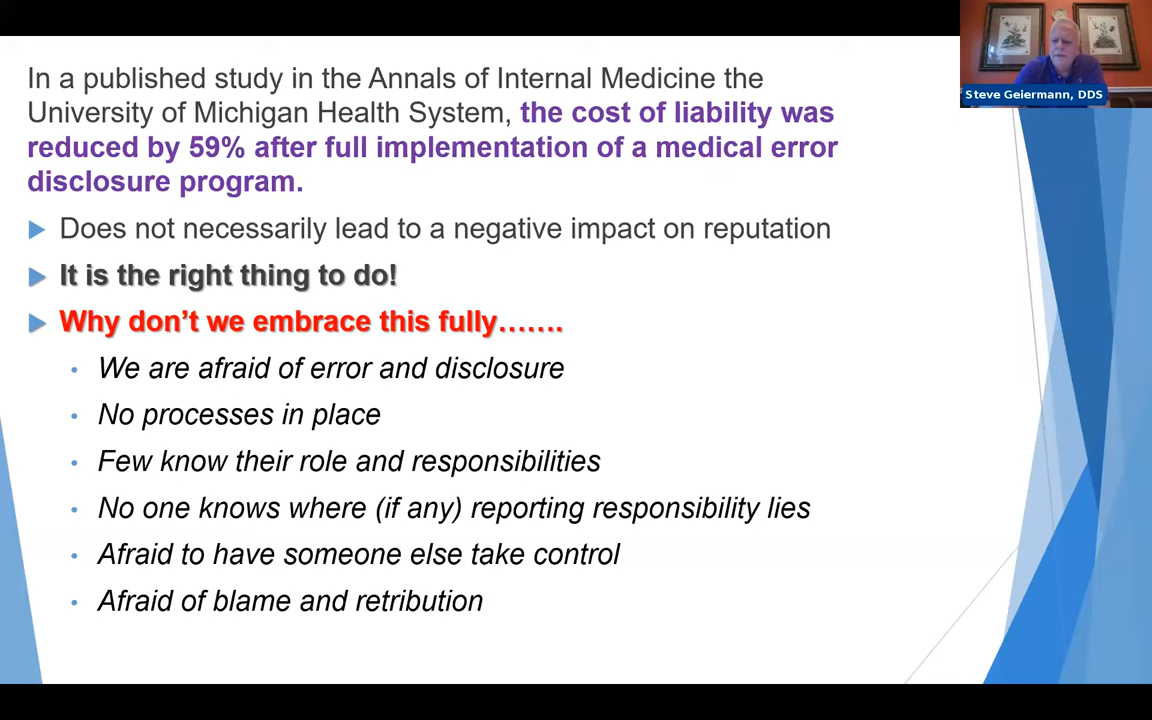 In a published study in the Annals of Internal Medicine the
University of Michigan Health System, the cost of liability was
reduced by 59% after full implementation of a medical error
disclosure program.
Does not necessarily lead to a negative impact on reputation
It is the right thing to do!
Why don’t we embrace this fully…….
We are afraid of error and disclosure
No processes in place
Few know their role and responsibilities
No one knows where (if any) reporting responsibility lies
Afraid to have someone else take control
Afraid of blame and retribution
Steve Geiermann, DDS